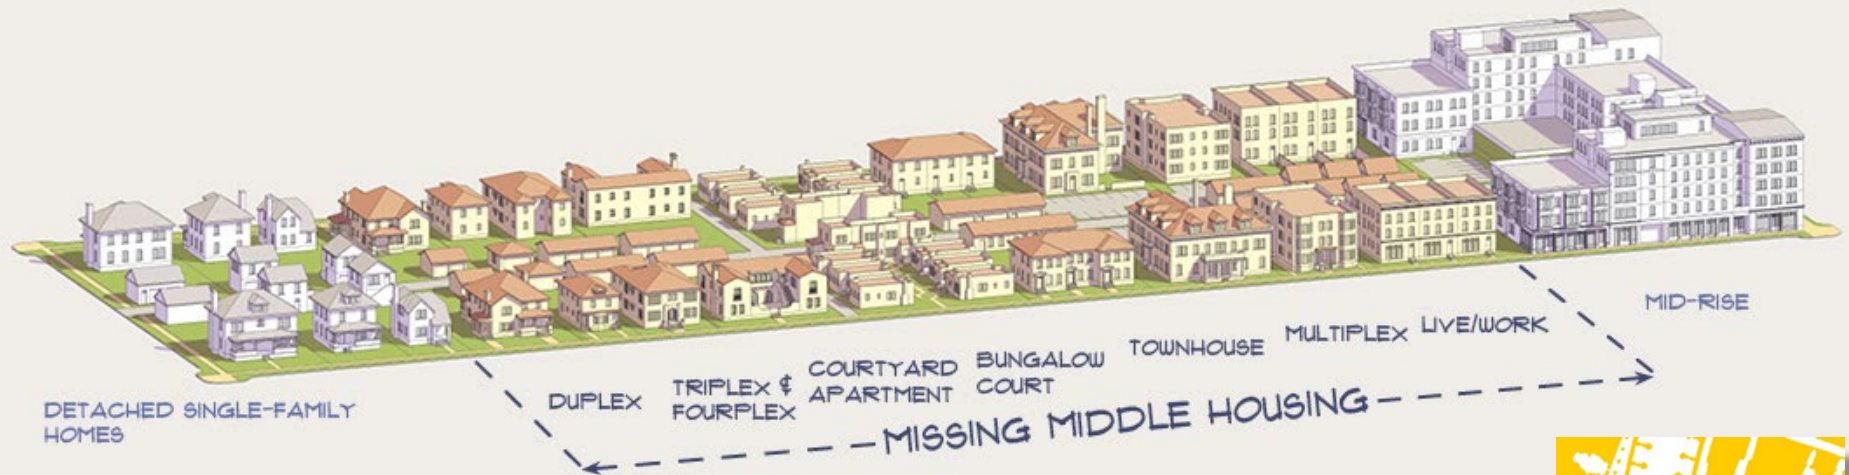 DETACHED SINGLE-FAMILY
HOMES
DUPLEX
TRIPLEX &
FOURPLEX
COURTYARD
APARTMENT
BUNGALOW
COURT
TOWNHOUSE
MULTIPLEX
LIVE/WORK
MID-RISE
MISSING MIDDLE HOUSING